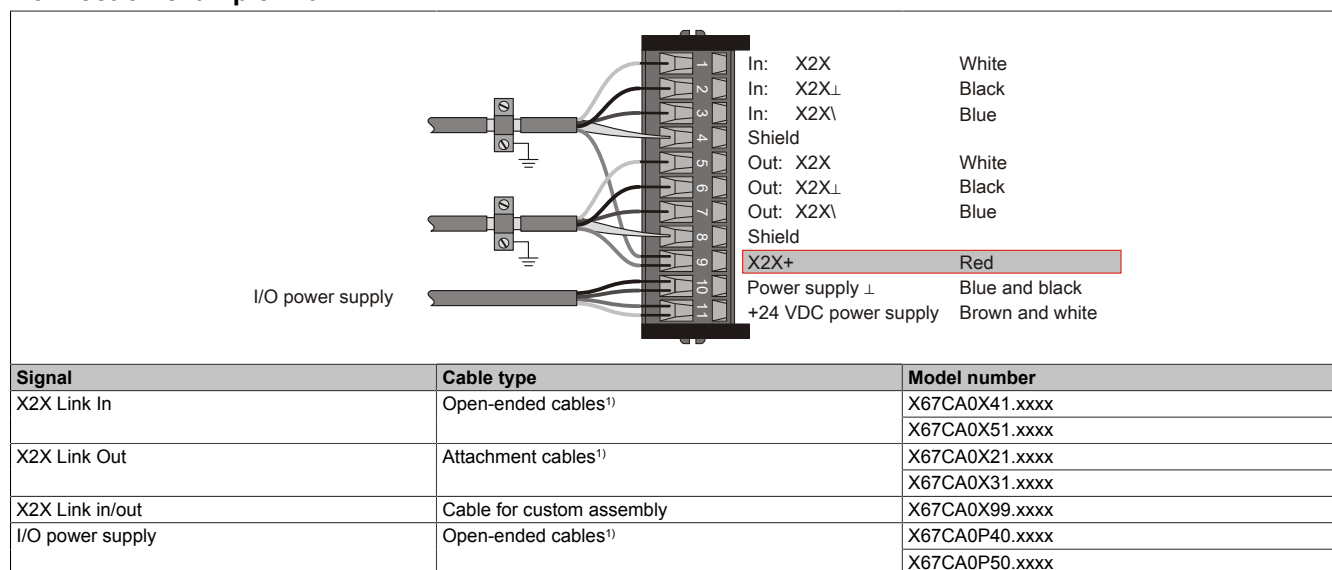 1
2
3
4
5
6
7
8
9
10
11
In: X2X White
In: X2X⊥ Black
In: X2X\ Blue
Shield
Out: X2X White
Out: X2X⊥ Black
Out: X2X\ Blue
Shield
X2X+ Red
Power supply ⊥ Blue and black
+24 VDC power supply Brown and white
I/O power supply
Signal Cable type Model number
X2X Link In Open-ended cables1) X67CA0X41.xxxx
X67CA0X51.xxxx
X2X Link Out Attachment cables1) X67CA0X21.xxxx
X67CA0X31.xxxx
X2X Link in/out Cable for custom assembly X67CA0X99.xxxx
I/O power supply Open-ended cables1) X67CA0P40.xxxx
X67CA0P50.xxxx